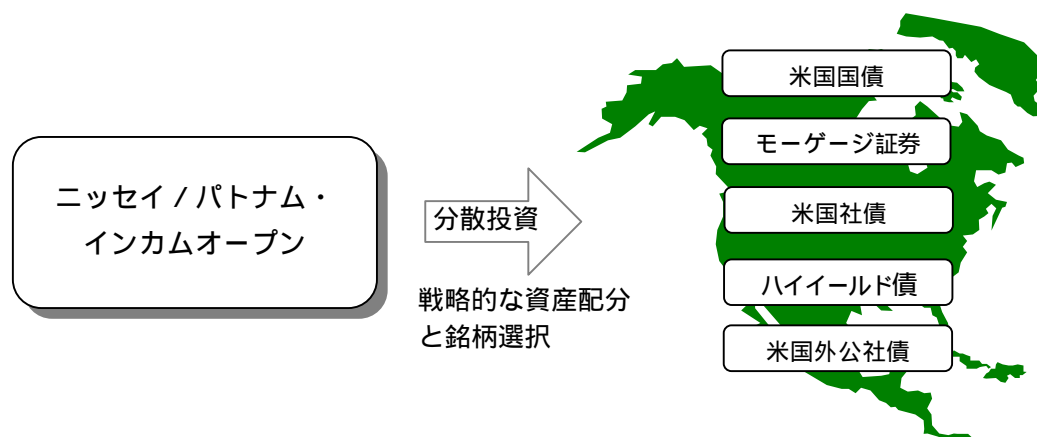 ニッセイ / パトナム・
インカムオープン
分散投資
戦略的な資産配分
と銘柄選択
米国国債
モーゲージ証券
米国社債
ハイイールド債
米国外公社債